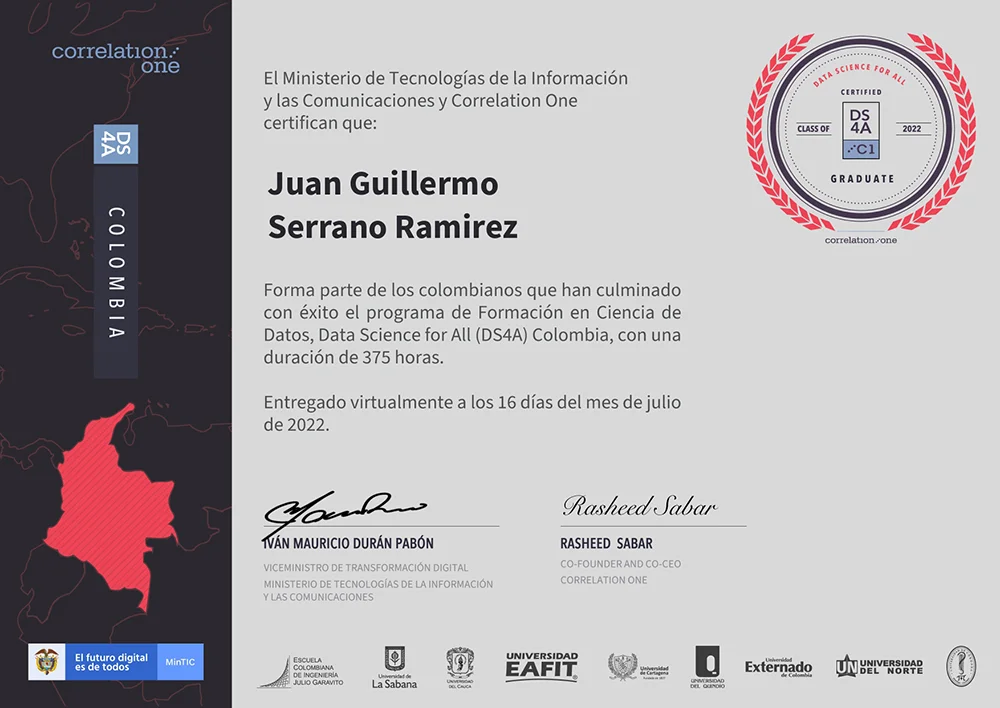 correlation
one
DS
4A
COLOMBIA
El futuro digital
es de todos
MinTIC
El Ministerio de Tecnologías de la Información
y las Comunicaciones y Correlation One
certifican que:
Juan Guillermo
Serrano Ramirez
Forma parte de los colombianos que han culminado
con éxito el programa de Formación en Ciencia de
Datos, Data Science for All (DS4A) Colombia, con una
duración de 375 horas.
Entregado virtualmente a los 16 días del mes de julio
de 2022.
DATA SCIENCE FOR ALL
CERTIFIED
CLASS OF
DS
4A
C1
2022
GRADUATE
correlation one
Rasheed Sabar
IVÁN MAURICIO DURÁN PABÓN
VICEMINISTRO DE TRANSFORMACIÓN DIGITAL
MINISTERIO DE TECNOLOGÍAS DE LA INFORMACIÓN
Y LAS COMUNICACIONES
RASHEED SABAR
CO-FOUNDER AND CO-CEO
CORRELATION ONE
ESCUELA
COLOMBIANA
DE INGENIERÍA
JULIO GARAVITO
Universidad de
La Sabana
UNIVERSIDAD
DEL CAUCA
UNIVERSIDAD
EAFIT
Universidad
de Cartagena
UNIVERSIDAD
DEL QUINDÍO
Universidad
Externado
de Colombia
UN UNIVERSIDAD
DEL NORTE